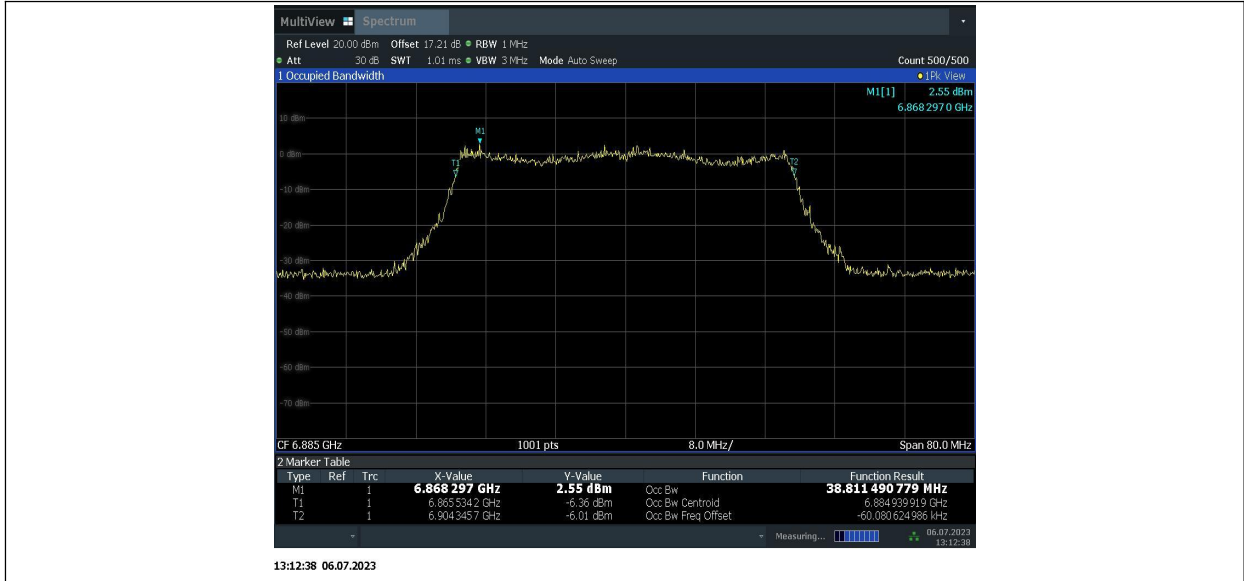 MultiView Spectrum
Ref Level 20.00 dBm Offset 17.21 dB RBW 1 MHz
Att 30 dB SWT 1.01 ms VBW 3 MHz Mode Auto Sweep Count 500/500
1 Occupied Bandwidth 1Pk View
M1[1] 2.55 dBm
6.868 297 0 GHz
10 dBm
M1
0 dBm
T1 T2
-10 dBm
-20 dBm
-30 dBm
-40 dBm
-50 dBm
-60 dBm
-70 dBm
CF 6.885 GHz 1001 pts 8.0 MHz/ Span 80.0 MHz
2 Marker Table
Type Ref Trc X-Value Y-Value Function Function Result
M1 1 6.868 297 GHz 2.55 dBm Occ Bw 38.811 490 779 MHz
T1 1 6.865 534 2 GHz -6.36 dBm Occ Bw Centroid 6.884 939 919 GHz
T2 1 6.904 345 7 GHz -6.01 dBm Occ Bw Freq Offset -60.080 624 986 kHz
Measuring... 06.07.2023
13:12:38
13:12:38 06.07.2023